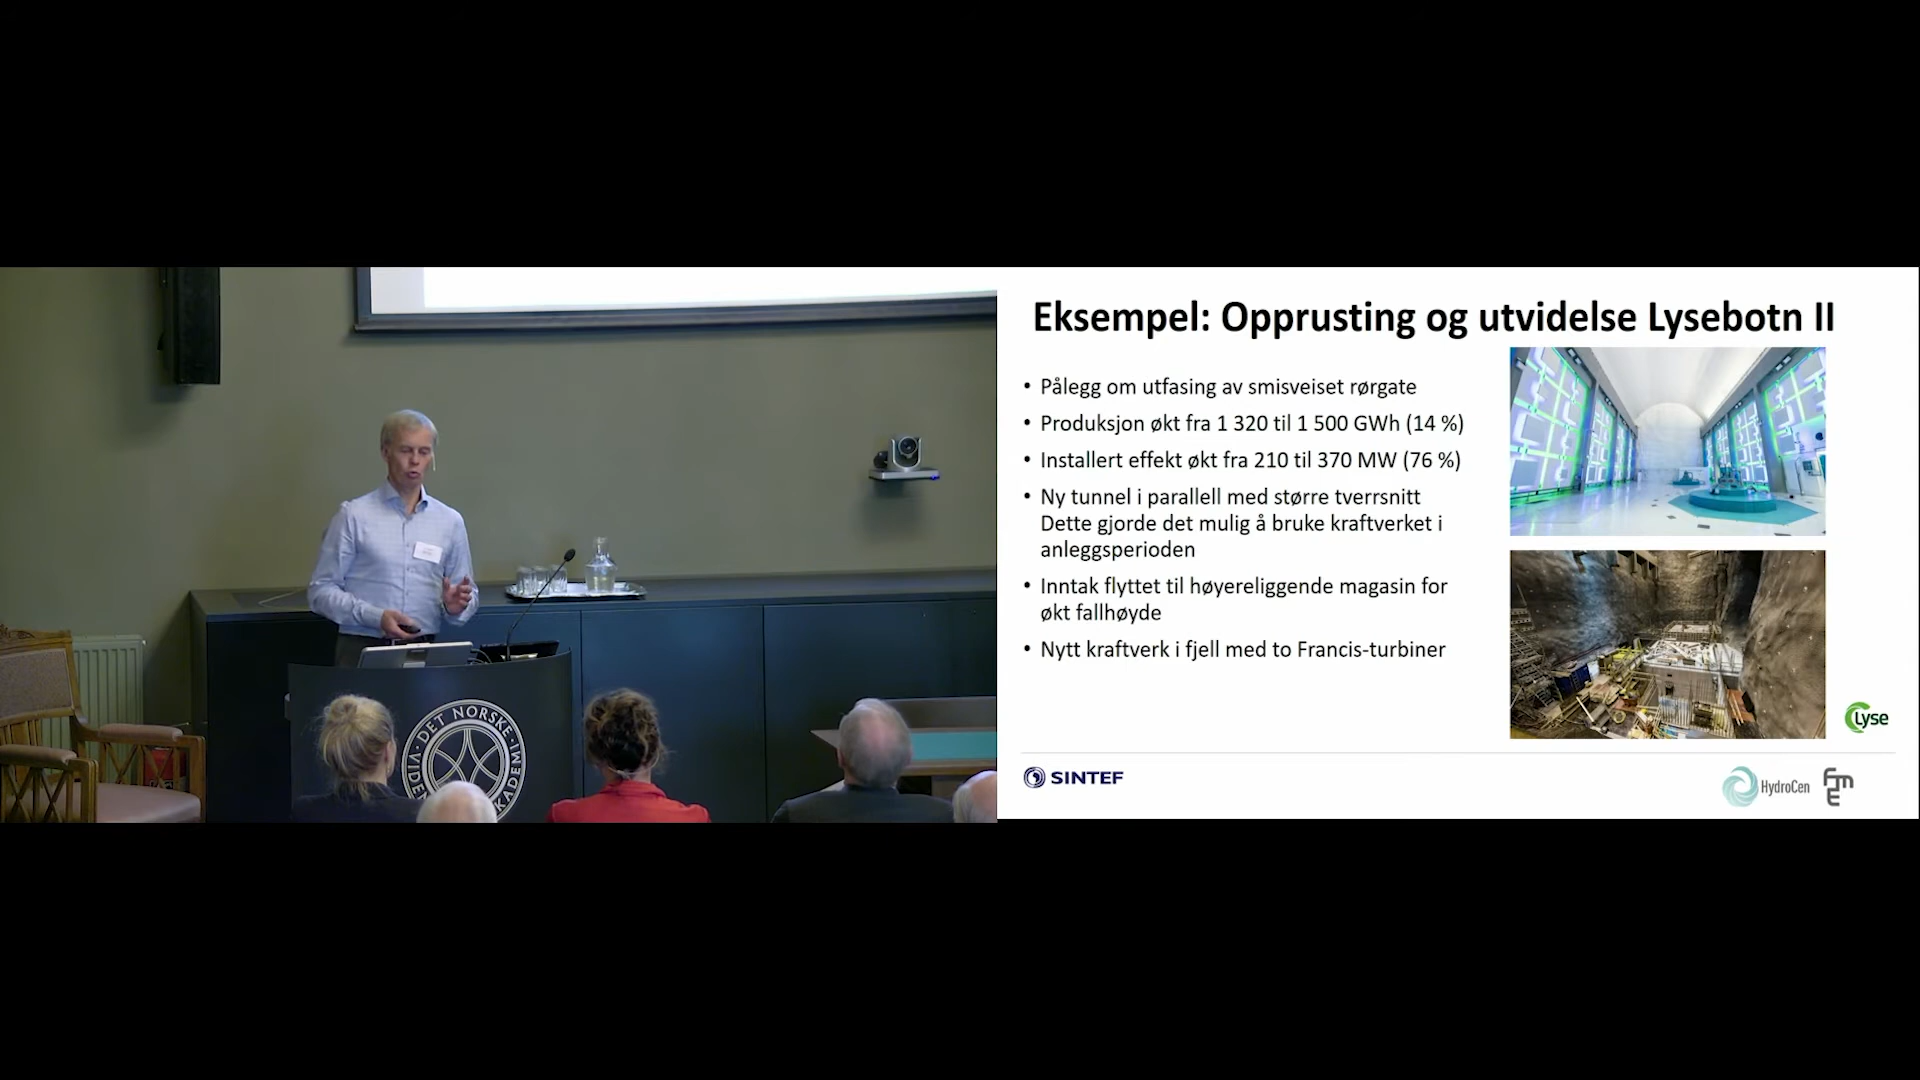 Eksempel: Opprusting og utvidelse Lysebotn II
• Pålegg om utfasing av smisveiset rørgate
• Produksjon økt fra 1 320 til 1 500 GWh (14 %)
• Installert effekt økt fra 210 til 370 MW (76 %)
• Ny tunnel i parallell med større tverrsnitt
Dette gjorde det mulig å bruke kraftverket i
anleggsperioden
• Inntak flyttet til høyereliggende magasin for
økt fallhøyde
• Nytt kraftverk i fjell med to Francis-turbiner
Lyse
SINTEF
HydroCen
FME
DET NORSKE